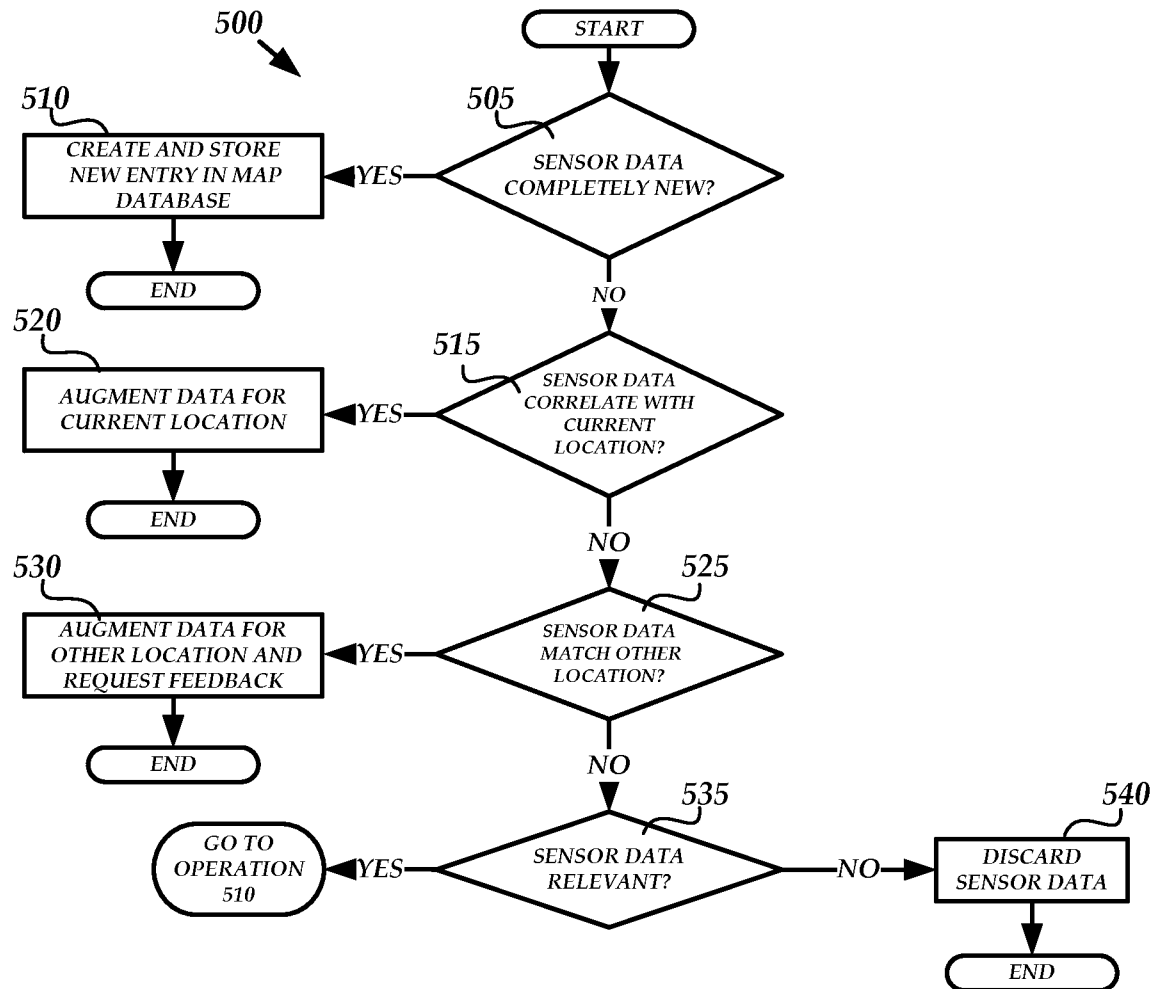 500
START
510
505
CREATE AND STORE
NEW ENTRY IN MAP
DATABASE
YES
SENSOR DATA
COMPLETELY NEW?
END
NO
520
515
AUGMENT DATA FOR
CURRENT LOCATION
YES
SENSOR DATA
CORRELATE WITH
CURRENT
LOCATION?
END
NO
530
525
AUGMENT DATA FOR
OTHER LOCATION AND
REQUEST FEEDBACK
YES
SENSOR DATA
MATCH OTHER
LOCATION?
END
NO
535
540
GO TO
OPERATION
510
YES
SENSOR DATA
RELEVANT?
NO
DISCARD
SENSOR DATA
END